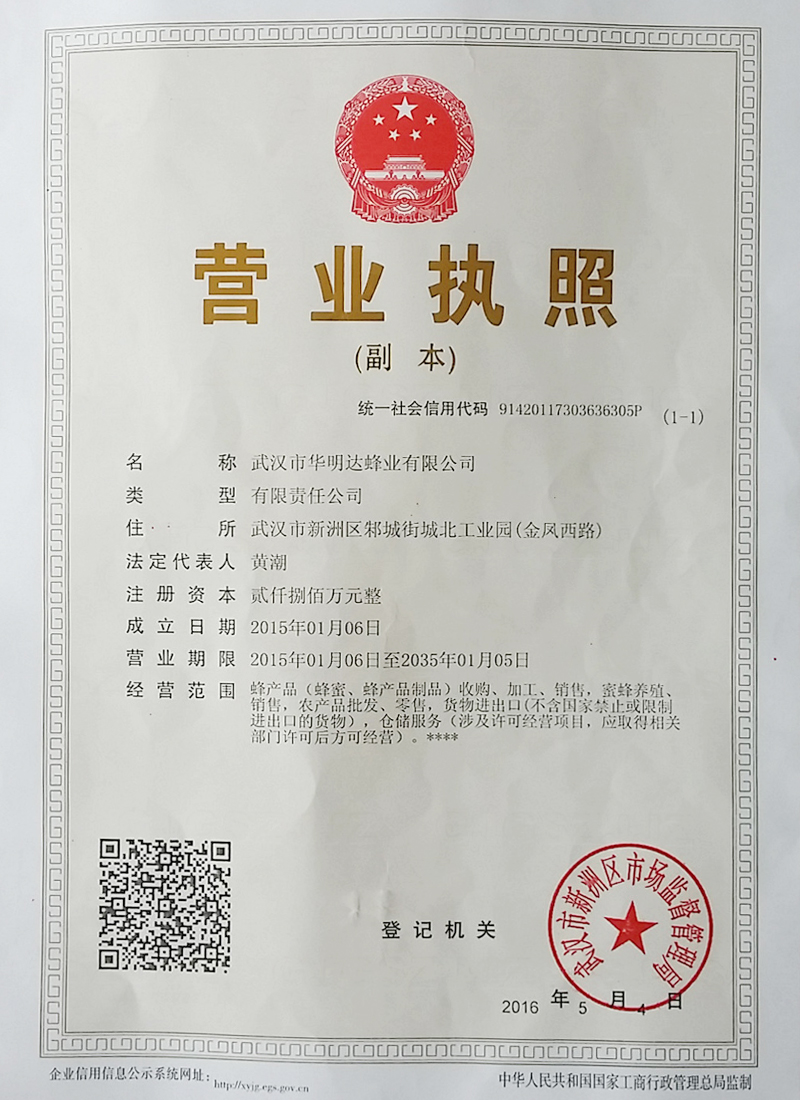 营业执照
(副 本)
统一社会信用代码 91420117303636305P (1-1)
名 称 武汉市华明达蜂业有限公司
类 型 有限责任公司
住 所 武汉市新洲区邾城街城北工业园(金凤西路)
法定代表人 黄潮
注册资本 贰仟捌佰万元整
成立日期 2015年01月06日
营业期限 2015年01月06日至2035年01月05日
经营范围 蜂产品（蜂蜜、蜂产品制品）收购、加工、销售，蜜蜂养殖、
销售，农产品批发、零售，货物进出口(不含国家禁止或限制
进出口的货物），仓储服务（涉及许可经营项目，应取得相关
部门许可后方可经营）。****
武汉市新洲区市场监督管理局
登记机关
2016 年 5 月 4 日
企业信用信息公示系统网址：http://xyjg.egs.gov.cn
中华人民共和国国家工商行政管理总局监制